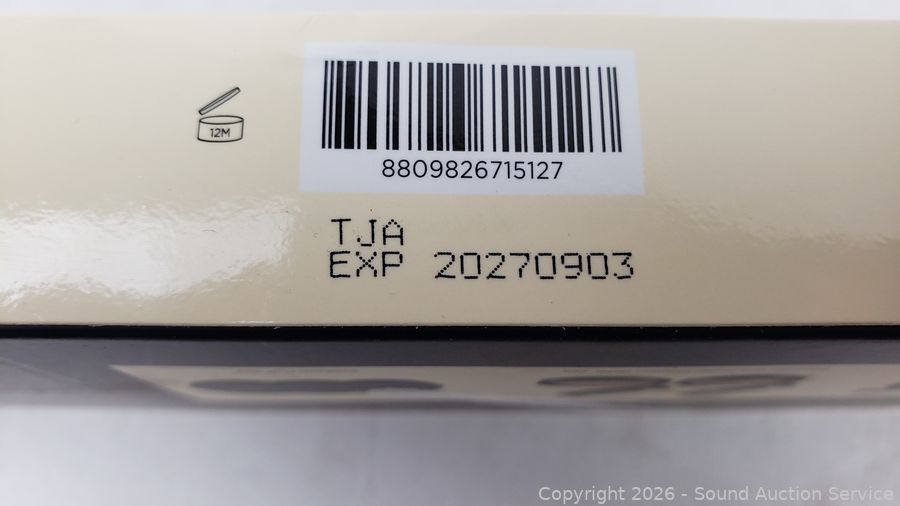 12M
8809826715127
TJA
EXP 20270903
Copyright 2026 - Sound Auction Service